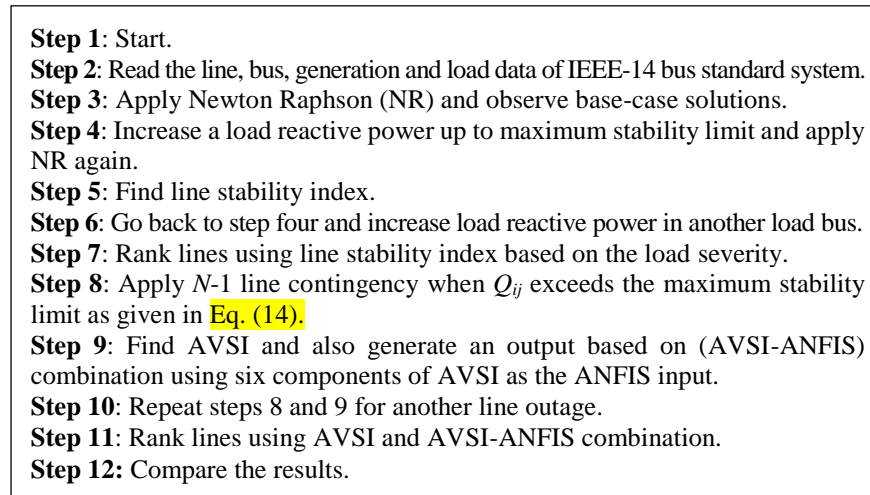 Step 1: Start.
Step 2: Read the line, bus, generation and load data of IEEE-14 bus standard system.
Step 3: Apply Newton Raphson (NR) and observe base-case solutions.
Step 4: Increase a load reactive power up to maximum stability limit and apply
NR again.
Step 5: Find line stability index.
Step 6: Go back to step four and increase load reactive power in another load bus.
Step 7: Rank lines using line stability index based on the load severity.
Step 8: Apply N-1 line contingency when Qij exceeds the maximum stability
limit as given in Eq. (14).
Step 9: Find AVSI and also generate an output based on (AVSI-ANFIS)
combination using six components of AVSI as the ANFIS input.
Step 10: Repeat steps 8 and 9 for another line outage.
Step 11: Rank lines using AVSI and AVSI-ANFIS combination.
Step 12: Compare the results.